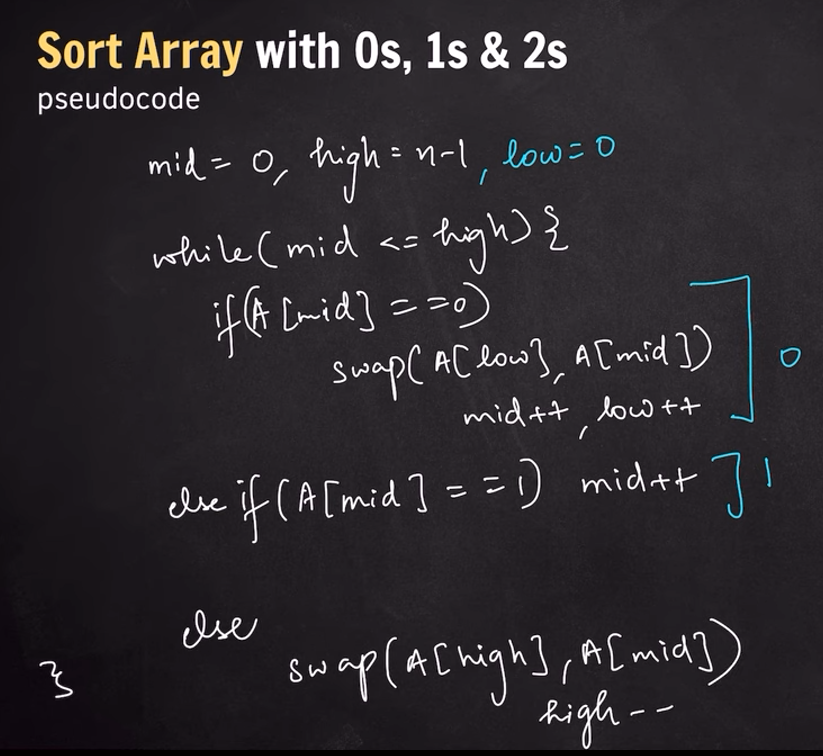 Sort Array with 0s, 1s & 2s
pseudocode
mid = 0, high = n-1, low = 0
while(mid <= high){
if(A[mid] == 0)
swap(A[low], A[mid])
mid++, low++
0
else if(A[mid] == 1) mid++ 1
else
swap(A[high], A[mid])
high--
}